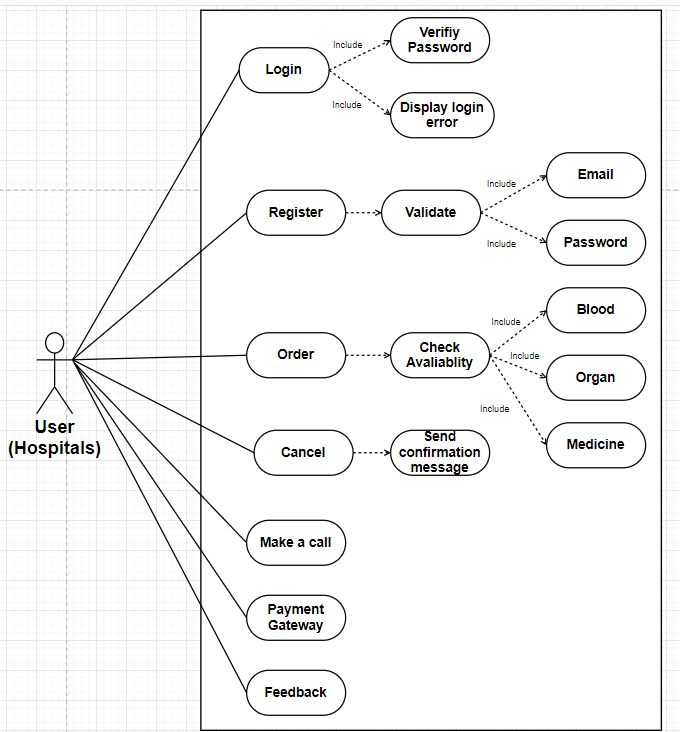 Include
Verifiy
Password
Login
Include
Display login
error
Include
Email
Register
Validate
Include
Password
Include
Blood
Order
Check
Avaliablity
Include
Organ
Include
Medicine
User
(Hospitals)
Cancel
Send
confirmation
message
Make a call
Payment
Gateway
Feedback